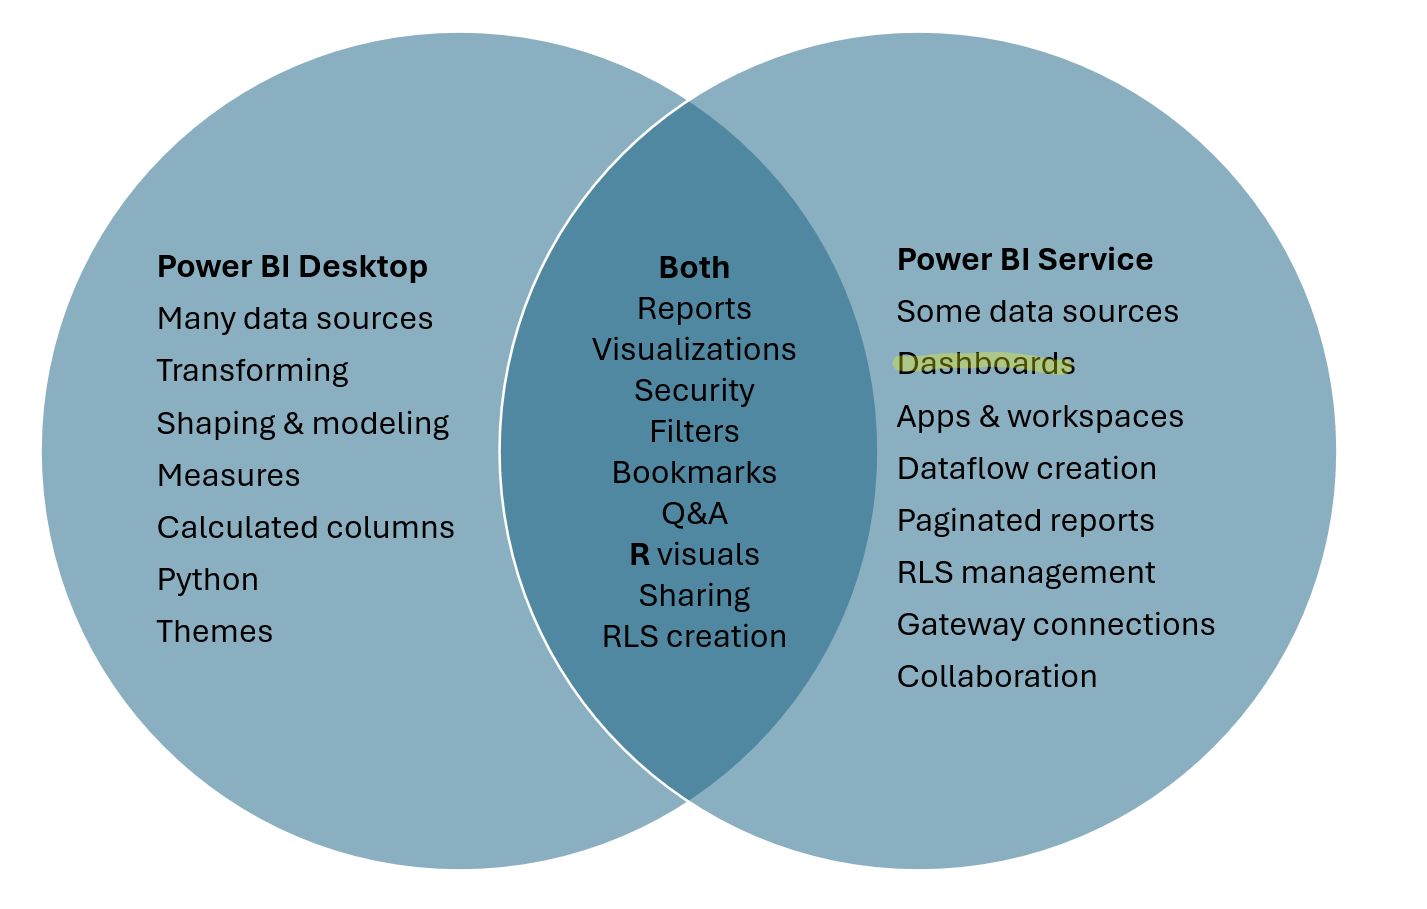 Power BI Desktop
Many data sources
Transforming
Shaping & modeling
Measures
Calculated columns
Python
Themes
Both
Reports
Visualizations
Security
Filters
Bookmarks
Q&A
R visuals
Sharing
RLS creation
Power BI Service
Some data sources
Dashboards
Apps & workspaces
Dataflow creation
Paginated reports
RLS management
Gateway connections
Collaboration